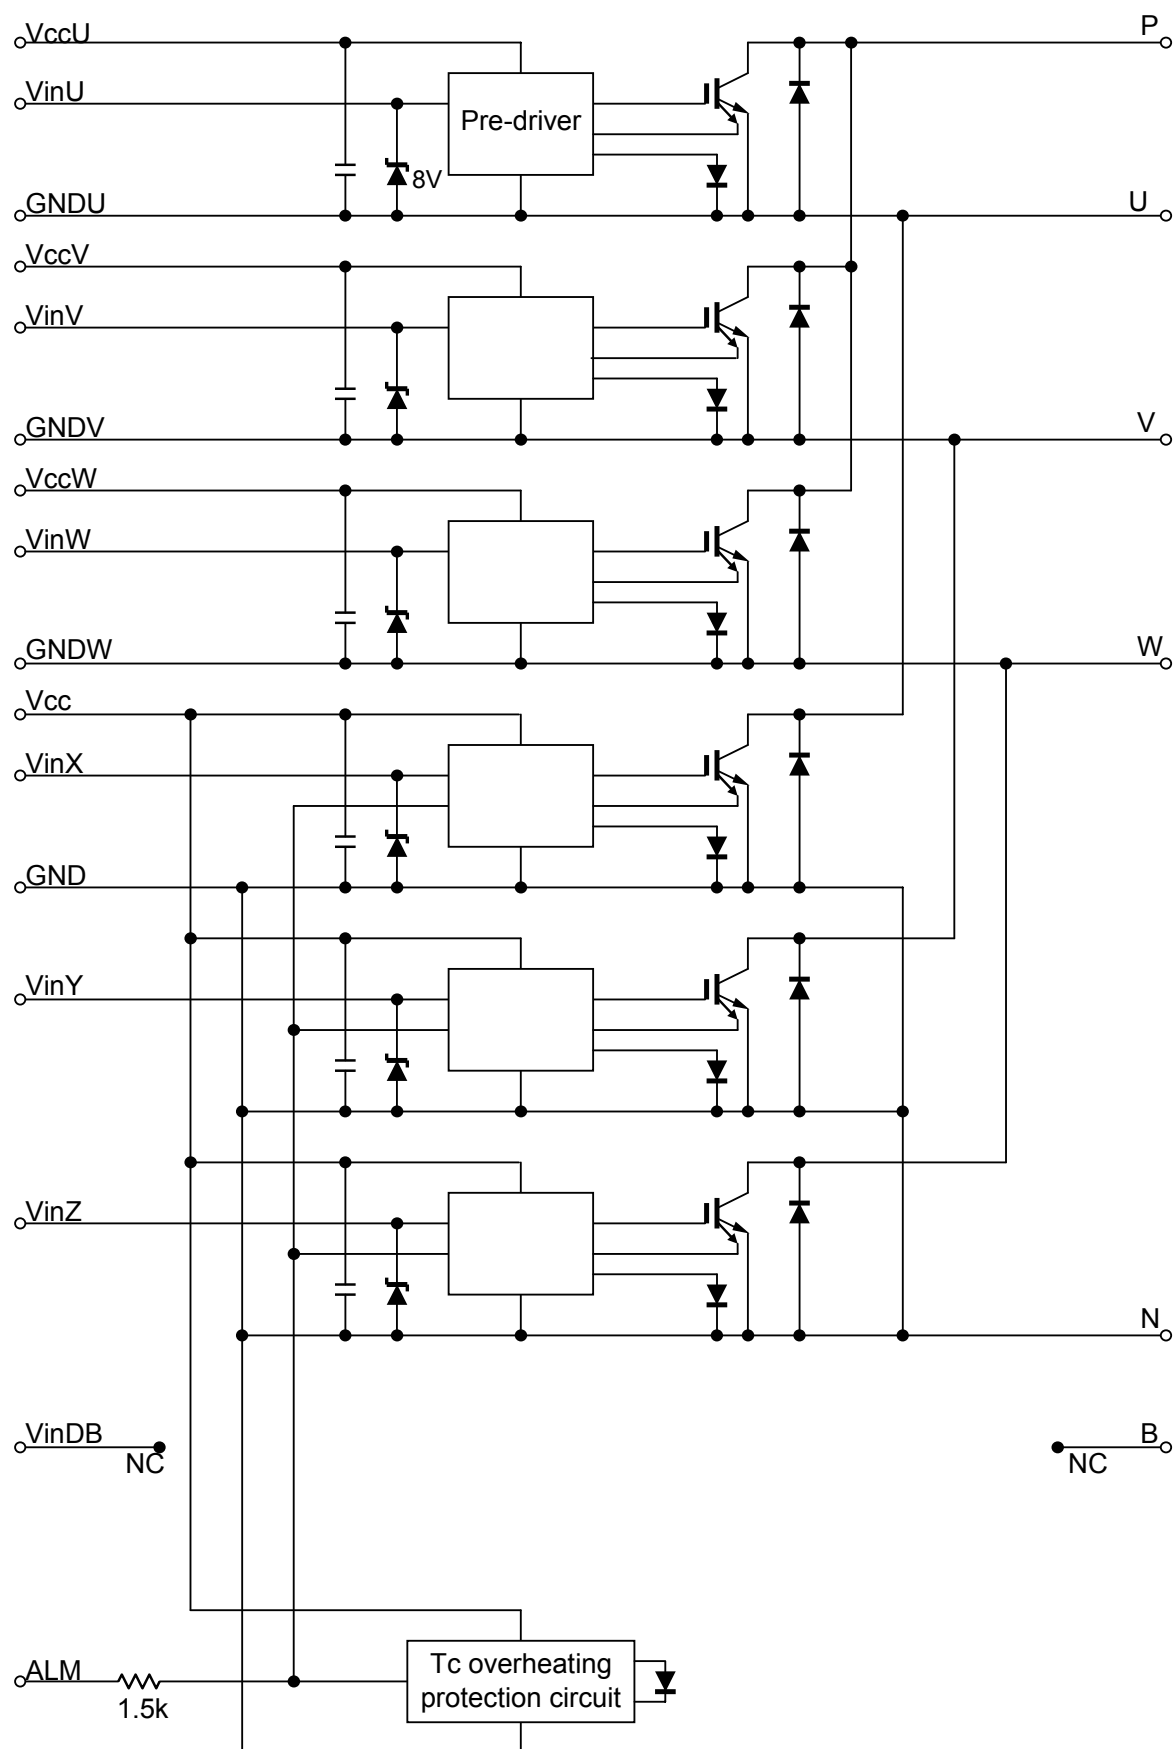 VccU
P
VinU
Pre-driver
8V
GNDU
U
VccV
VinV
GNDV
V
VccW
VinW
GNDW
W
Vcc
VinX
GND
VinY
VinZ
N
VinDB
B
NC
NC
ALM
Tc overheating
protection circuit
1.5k